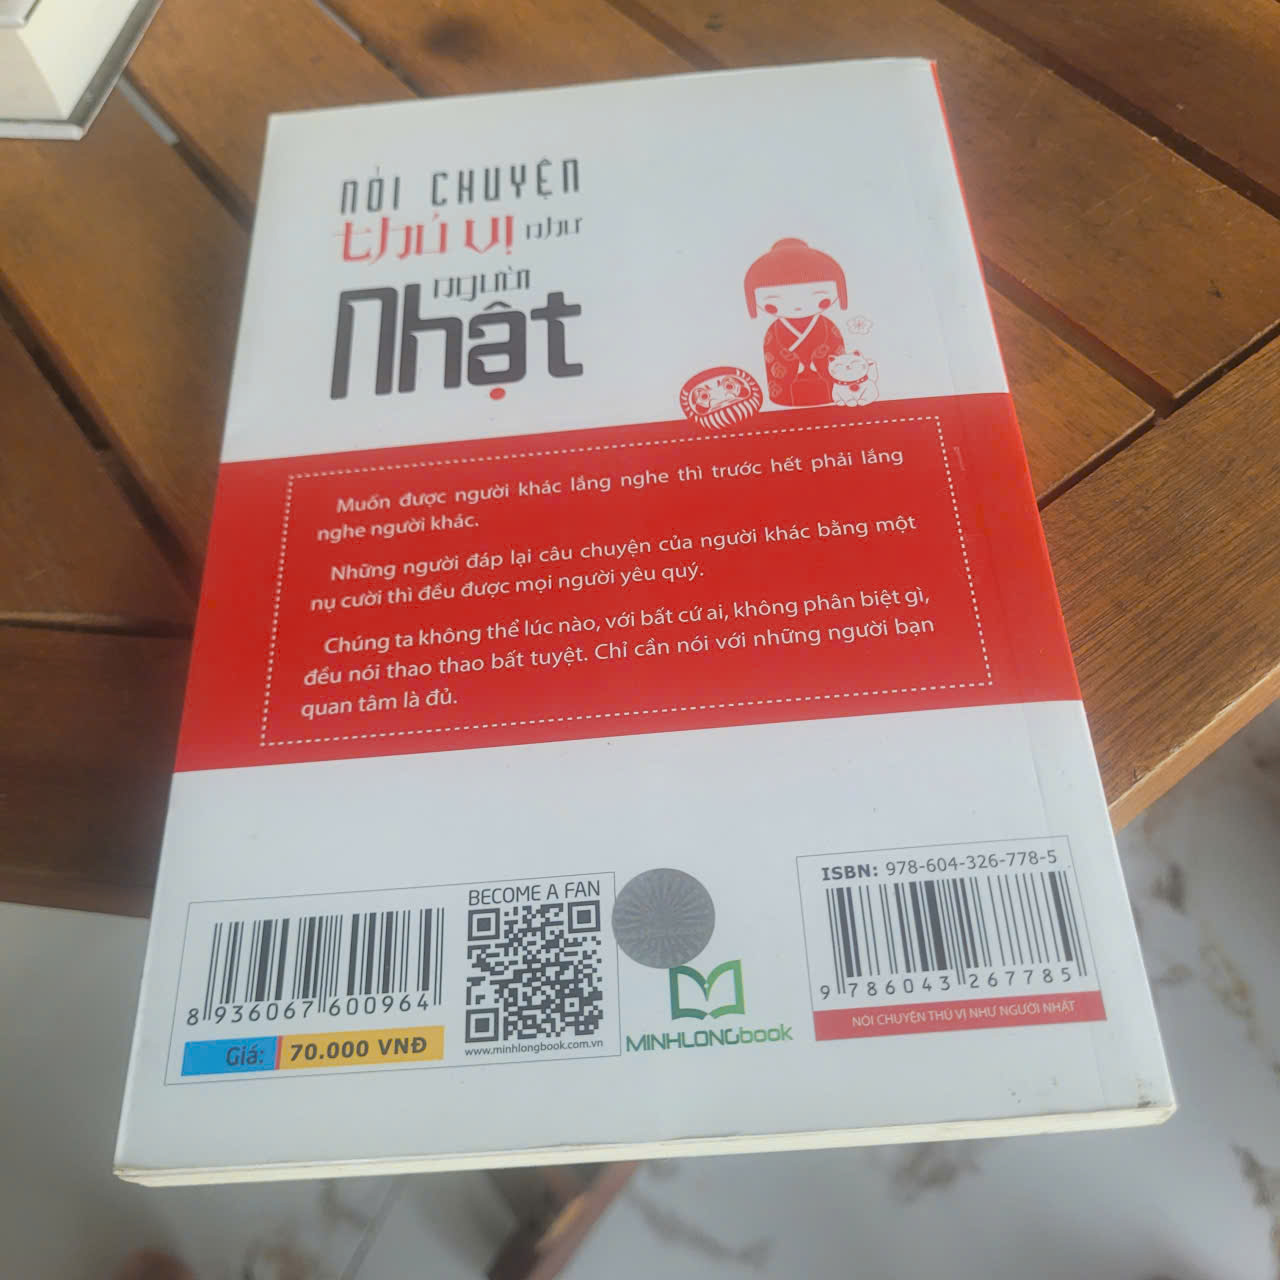 NÓI CHUYỆN
thú vị như
người
Nhật
Muốn được người khác lắng nghe thì trước hết phải lắng
nghe người khác.
Những người đáp lại câu chuyện của người khác bằng một
nụ cười thì đều được mọi người yêu quý.
Chúng ta không thể lúc nào, với bất cứ ai, không phân biệt gì,
đều nói thao thao bất tuyệt. Chỉ cần nói với những người bạn
quan tâm là đủ.
8 936067 600964
Giá: 70.000 VNĐ
BECOME A FAN
www.minhlongbook.com.vn
MINHLONGbook
ISBN: 978-604-326-778-5
9 786043 267785
NÓI CHUYỆN THÚ VỊ NHƯ NGƯỜI NHẬT